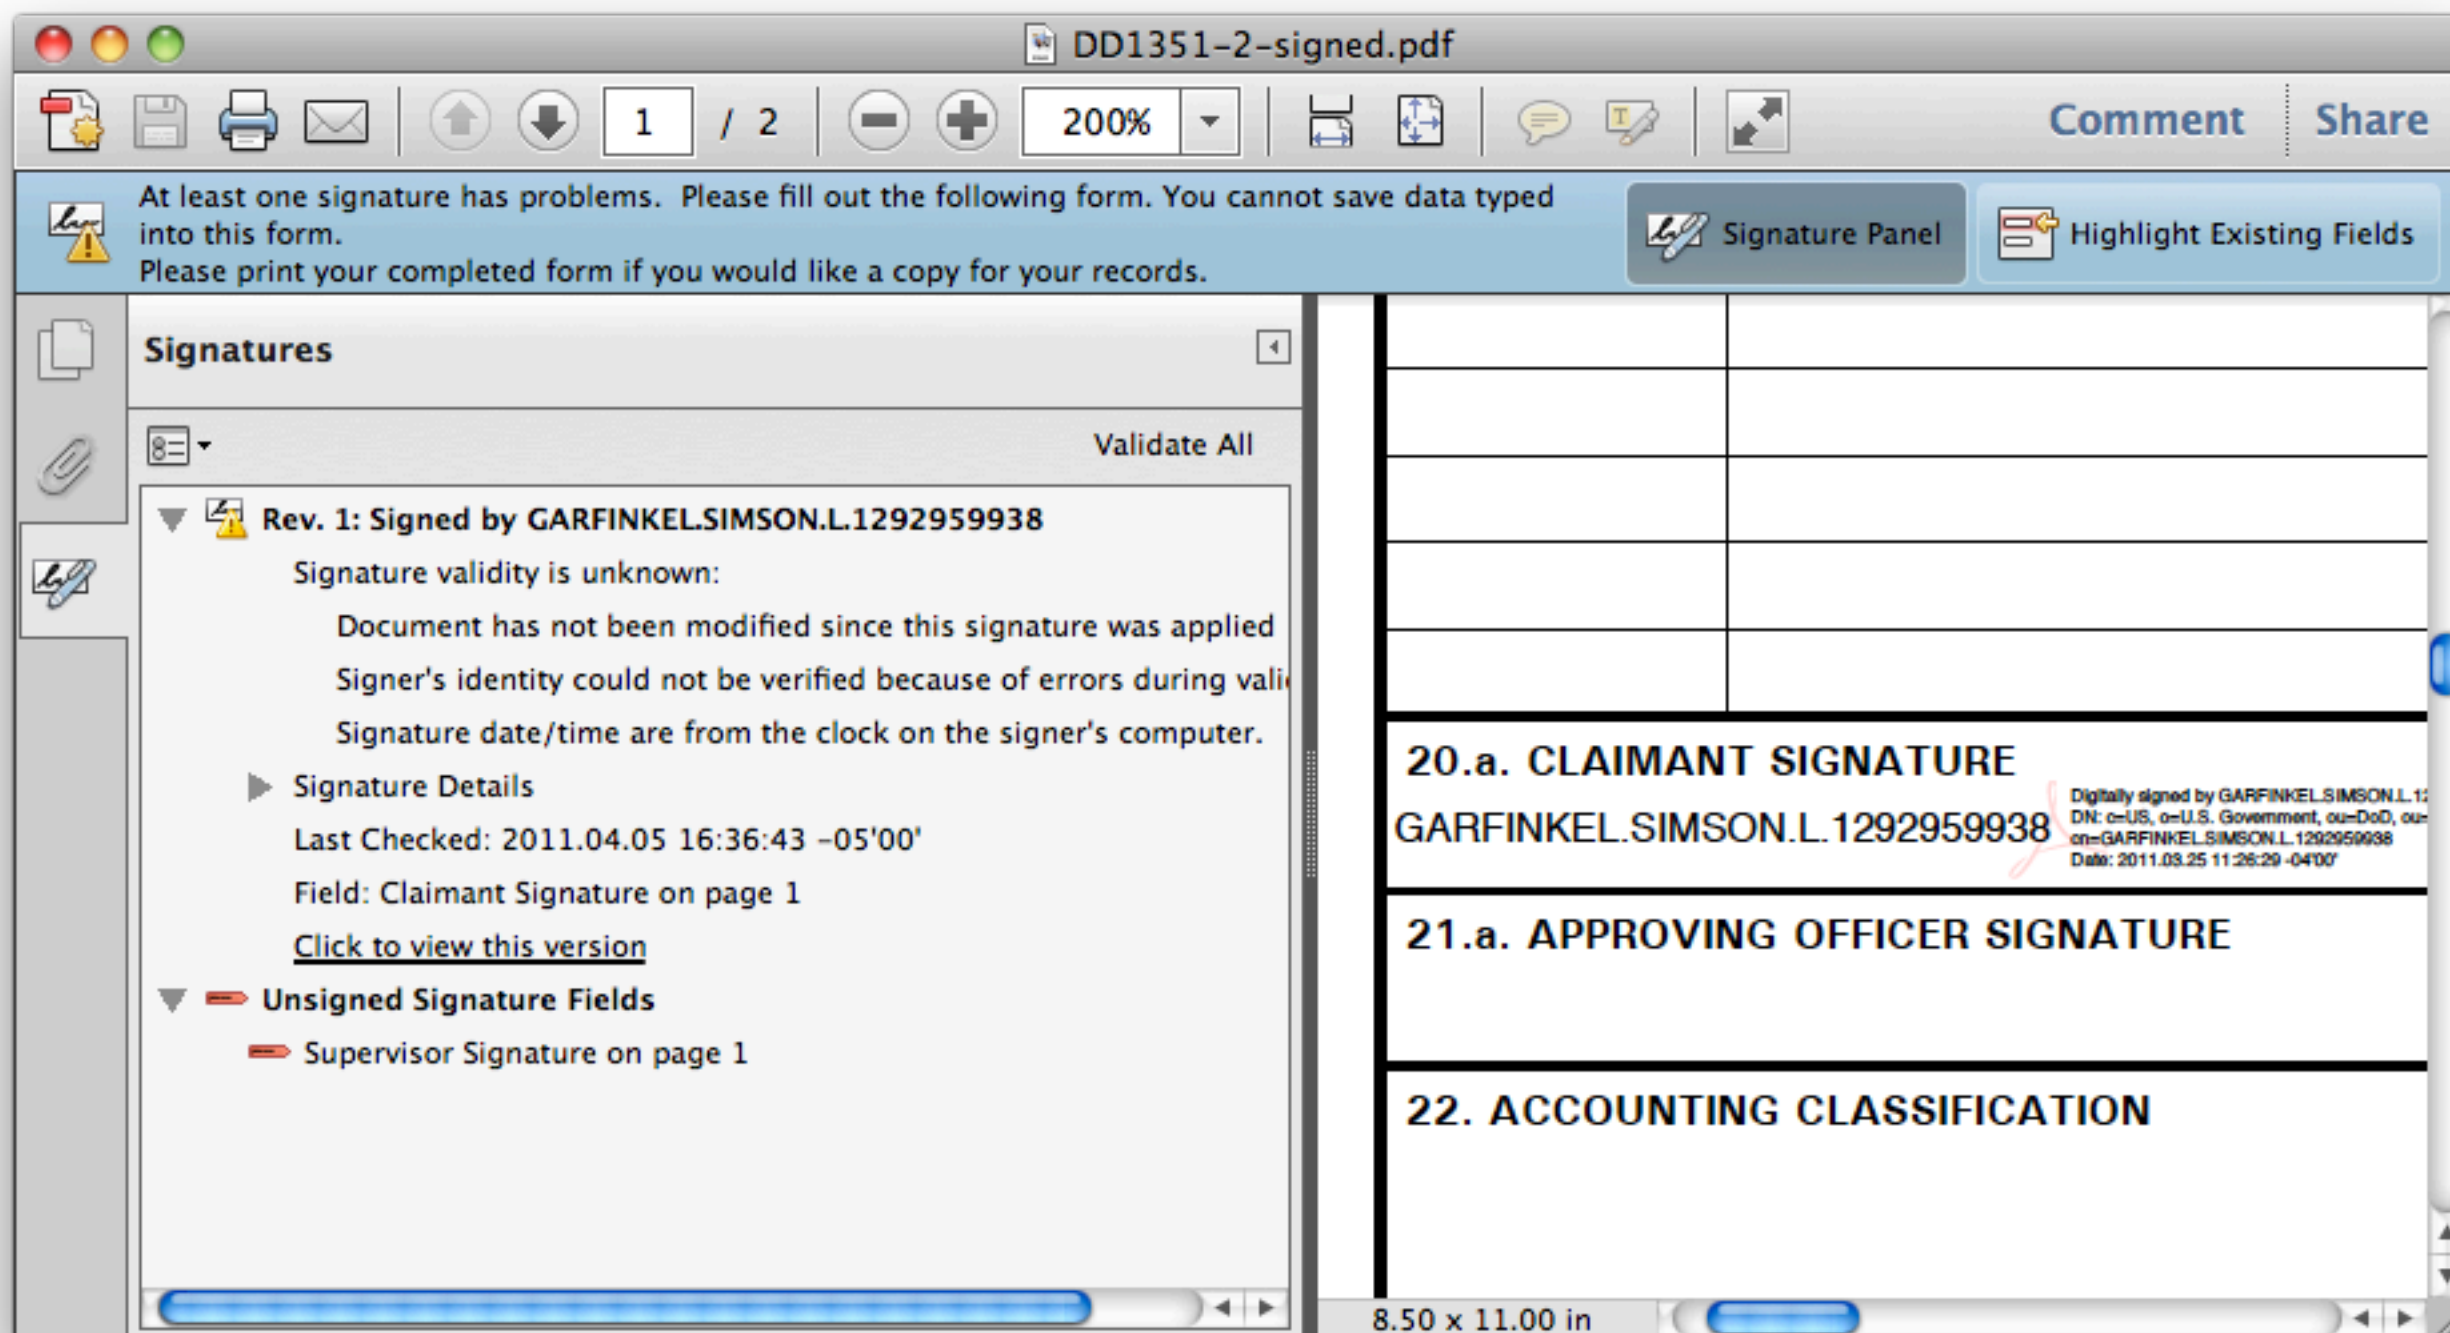 DD1351-2-signed.pdf
1 / 2 200% Comment Share
At least one signature has problems.  Please fill out the following form. You cannot save data typed
into this form.
Please print your completed form if you would like a copy for your records.
Signature Panel
Highlight Existing Fields
Signatures
Validate All
Rev. 1: Signed by GARFINKEL.SIMSON.L.1292959938
Signature validity is unknown:
Document has not been modified since this signature was applied
Signer's identity could not be verified because of errors during vali
Signature date/time are from the clock on the signer's computer.
Signature Details
Last Checked: 2011.04.05 16:36:43 -05'00'
Field: Claimant Signature on page 1
Click to view this version
Unsigned Signature Fields
Supervisor Signature on page 1
20.a. CLAIMANT SIGNATURE
GARFINKEL.SIMSON.L.1292959938
Digitally signed by GARFINKEL.SIMSON.L.12
DN: c=US, o=U.S. Government, ou=DoD, ou=
cn=GARFINKEL.SIMSON.L.1292959938
Date: 2011.03.25 11:26:29 -04'00'
21.a. APPROVING OFFICER SIGNATURE
22. ACCOUNTING CLASSIFICATION
8.50 x 11.00 in